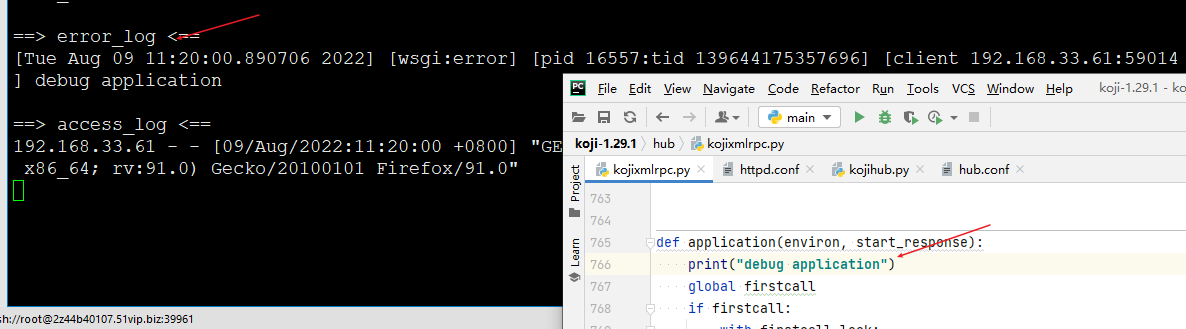 ==> error_log <==
[Tue Aug 09 11:20:00.890706 2022] [wsgi:error] [pid 16557:tid 139644175357696] [client 192.168.33.61:59014
] debug application
==> access_log <==
192.168.33.61 - - [09/Aug/2022:11:20:00 +0800] "GE
x86_64; rv:91.0) Gecko/20100101 Firefox/91.0"
sh://root@2z44b40107.51vip.biz:39961
PC File Edit View Navigate Code Refactor Run Tools VCS Window Help koji-1.29.1 - k
main
koji-1.29.1 hub kojixmlrpc.py
kojixmlrpc.py httpd.conf kojihub.py hub.conf
Project
Learn
763
764
765 def application(environ, start_response):
766 print("debug application")
767 global firstcall
768 if firstcall:
with firstcall_lock: